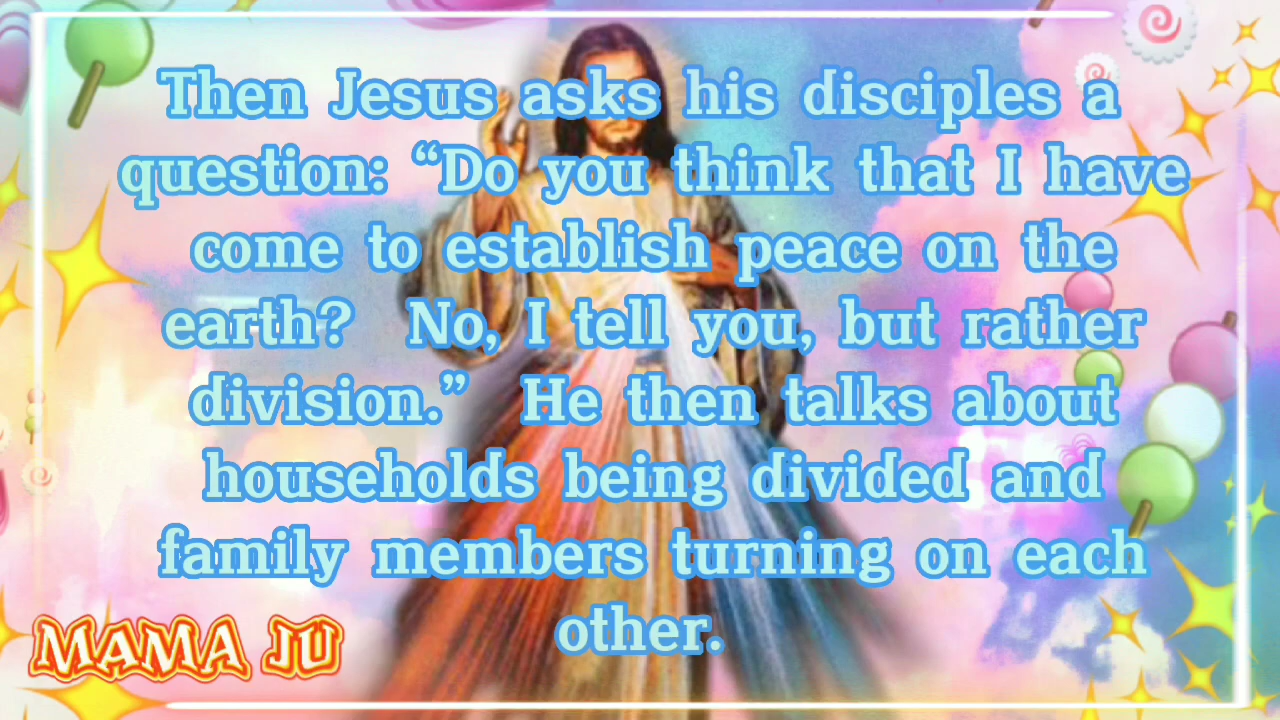 Then Jesus asks his disciples a
question: “Do you think that I have
come to establish peace on the
earth? No, I tell you, but rather
division.” He then talks about
households being divided and
family members turning on each
other.
MAMA JU